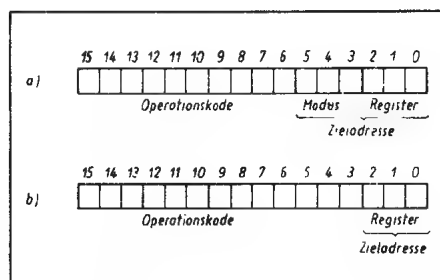 15 14 13 12 11 10 9 8 7 6 5 4 3 2 1 0
a)
Operationskode Modus Register
Zieladresse
15 14 13 12 11 10 9 8 7 6 5 4 3 2 1 0
b)
Operationskode Register
Zieladresse